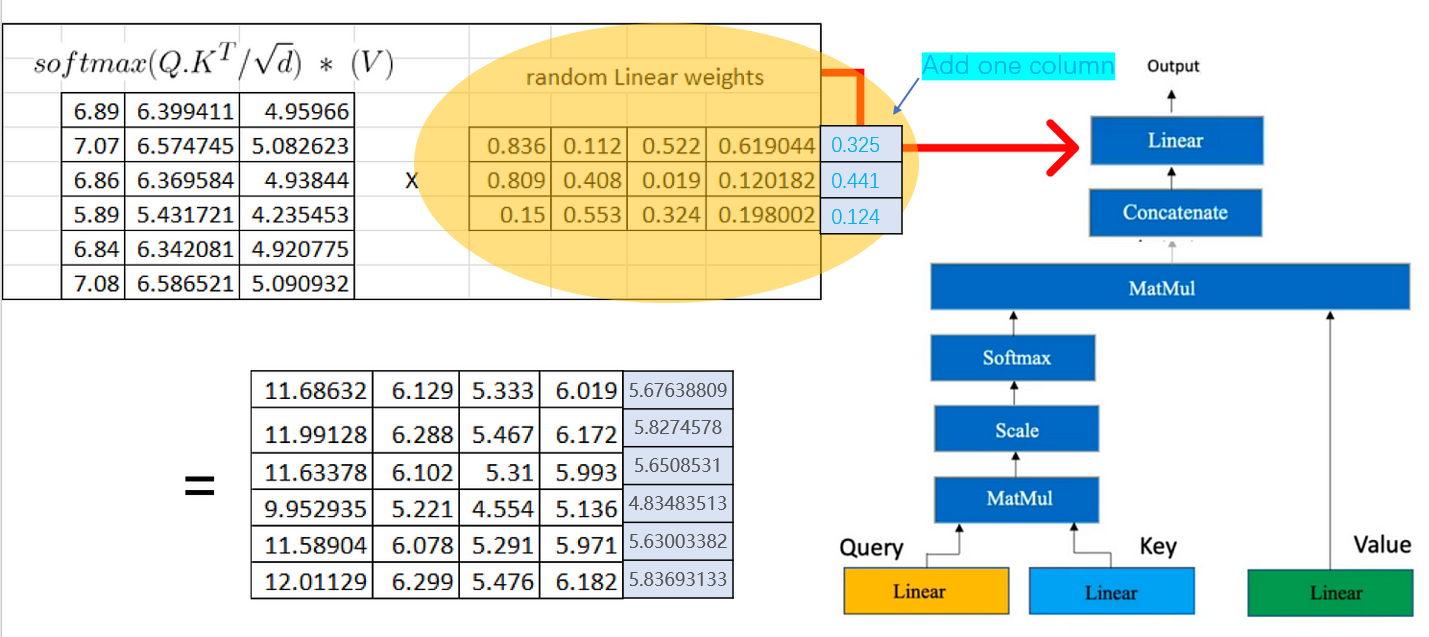 softmax(Q.K^T/√d) * (V)
random Linear weights
Add one column
6.89 6.399411 4.95966
7.07 6.574745 5.082623
6.86 6.369584 4.93844
5.89 5.431721 4.235453
6.84 6.342081 4.920775
7.08 6.586521 5.090932
X
0.836 0.112 0.522 0.619044 0.325
0.809 0.408 0.019 0.120182 0.441
0.15 0.553 0.324 0.198002 0.124
=
11.68632 6.129 5.333 6.019 5.67638809
11.99128 6.288 5.467 6.172 5.8274578
11.63378 6.102 5.31 5.993 5.6508531
9.952935 5.221 4.554 5.136 4.83483513
11.58904 6.078 5.291 5.971 5.63003382
12.01129 6.299 5.476 6.182 5.83693133
Output
Linear
Concatenate
MatMul
Softmax
Scale
MatMul
Query
Key
Value
Linear
Linear
Linear